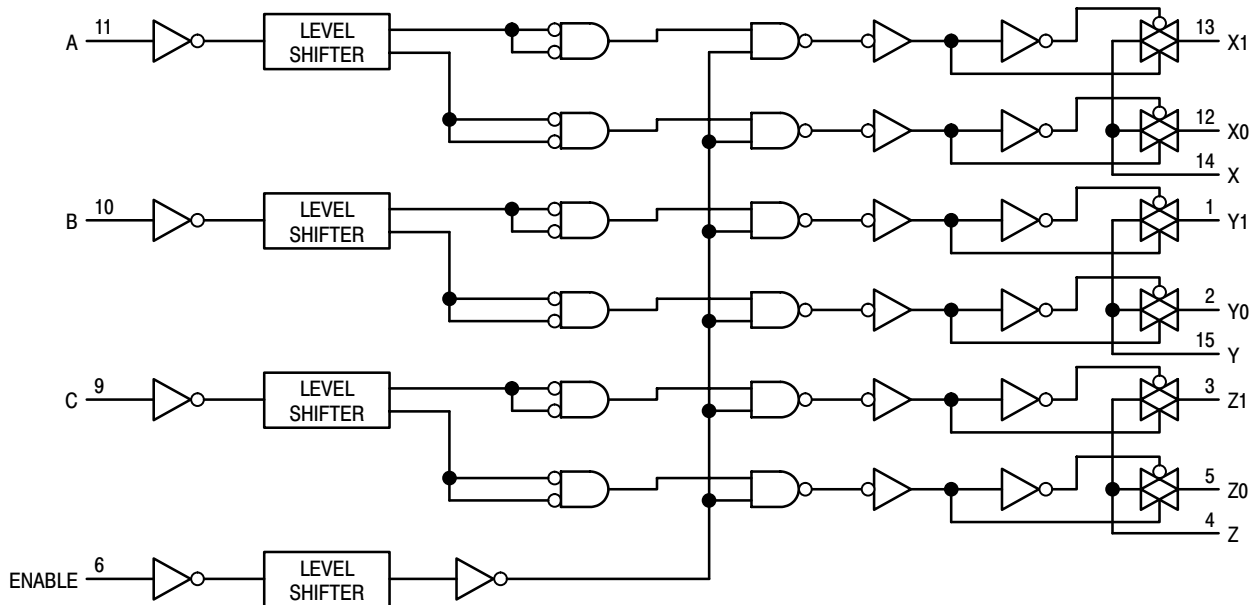 A 11 LEVEL SHIFTER 13 X1
12 X0
14 X
B 10 LEVEL SHIFTER 1 Y1
2 Y0
15 Y
C 9 LEVEL SHIFTER 3 Z1
5 Z0
4 Z
ENABLE 6 LEVEL SHIFTER